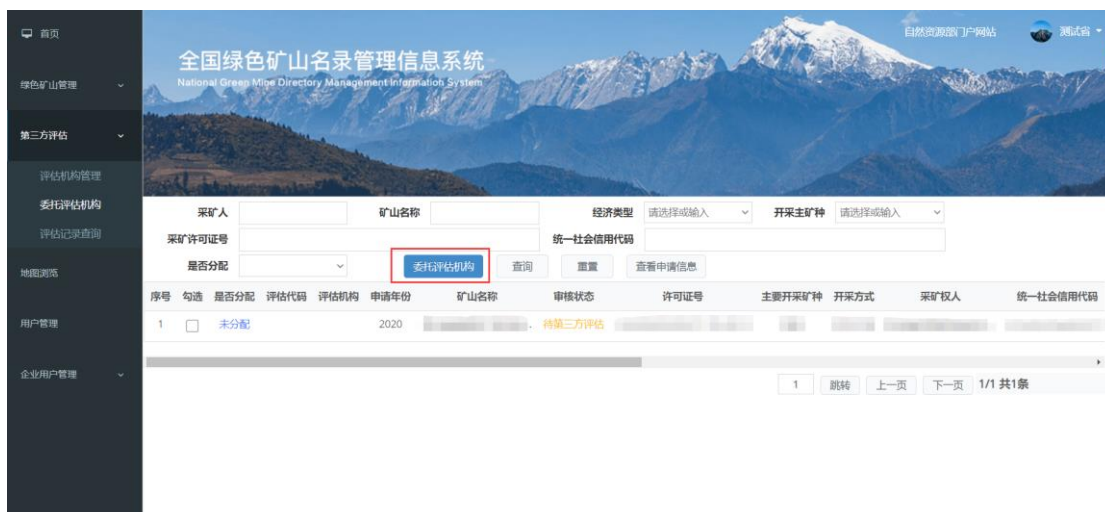 首页
绿色矿山管理
第三方评估
评估机构管理
委托评估机构
评估记录查询
地图浏览
用户管理
企业用户管理
自然资源部门户网站 测试省
全国绿色矿山名录管理信息系统
National Green Mine Directory Management Information System
采矿人 矿山名称 经济类型 请选择或输入 开采主矿种 请选择或输入
采矿许可证号 统一社会信用代码
是否分配 委托评估机构 查询 重置 查看申请信息
序号 勾选 是否分配 评估代码 评估机构 申请年份 矿山名称 审核状态 许可证号 主要开采矿种 开采方式 采矿权人 统一社会信用代码
1 未分配 2020 待第三方评估
1 跳转 上一页 下一页 1/1 共1条